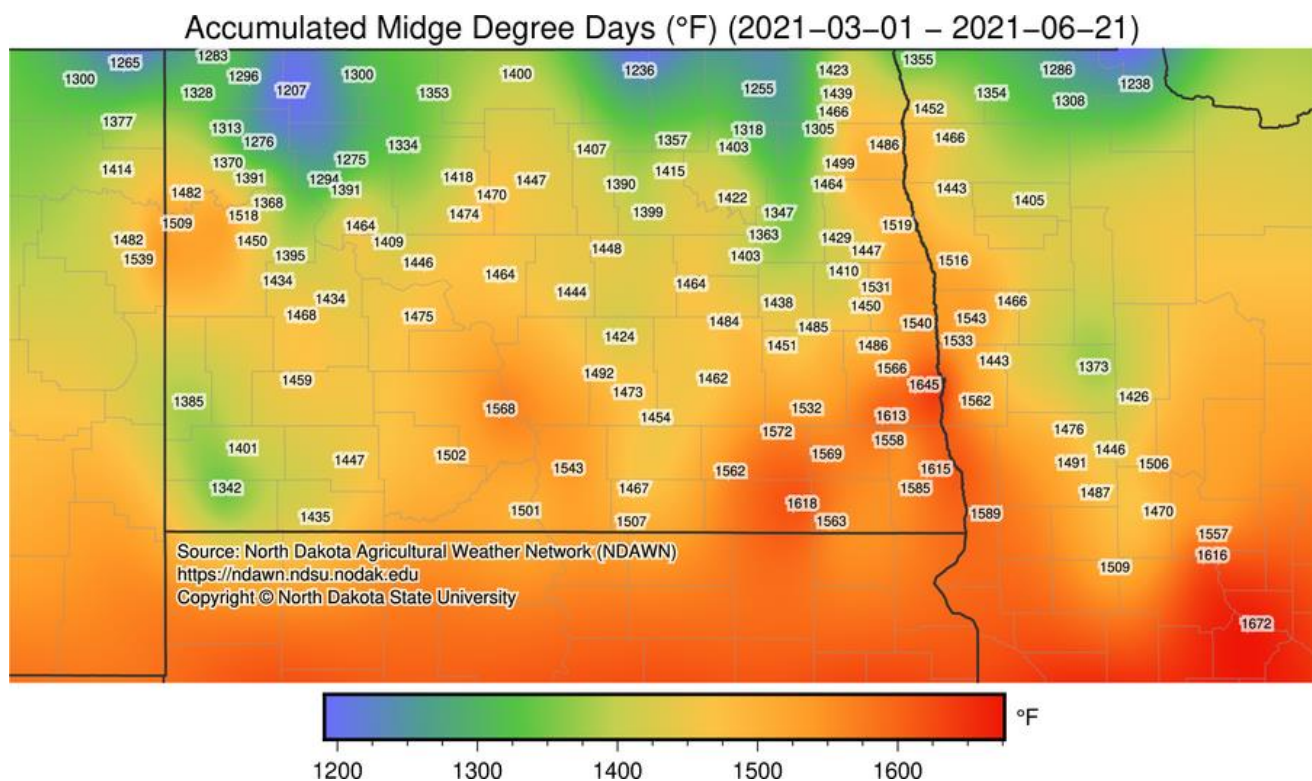 Accumulated Midge Degree Days (°F) (2021−03−01 − 2021−06−21)
1283 1355
1265 1300 1296 1300 1400 1236 1423 1286
1207 1255 1238
1328 1353 1439 1354 1308
1377 1466 1452
1313 1318 1305
1276 1334 1357 1403 1486 1466
1407
1370 1275 1499
1414 1391 1294 1418 1447 1390 1415 1464
1482 1391 1470 1422 1443
1368 1405
1509 1518 1464 1474 1399 1347 1519
1482 1450 1409 1448 1363 1429
1539 1395 1446 1403 1447 1516
1434 1464 1444 1464 1410 1531
1468 1434 1475 1438 1450 1466
1484 1485 1540 1543
1424 1451 1486 1533
1459 1492 1462 1566 1443 1373
1385 1568 1473 1645 1562 1426
1454 1532 1613
1401 1572 1558 1476
1447 1502 1543 1562 1569 1615 1491 1446 1506
1342 1467 1585 1487
1435 1501 1507 1618 1563 1589 1470
1557
Source: North Dakota Agricultural Weather Network (NDAWN)
1616
https://ndawn.ndsu.nodak.edu
1509
Copyright © North Dakota State University
1672
°F
1200 1300 1400 1500 1600